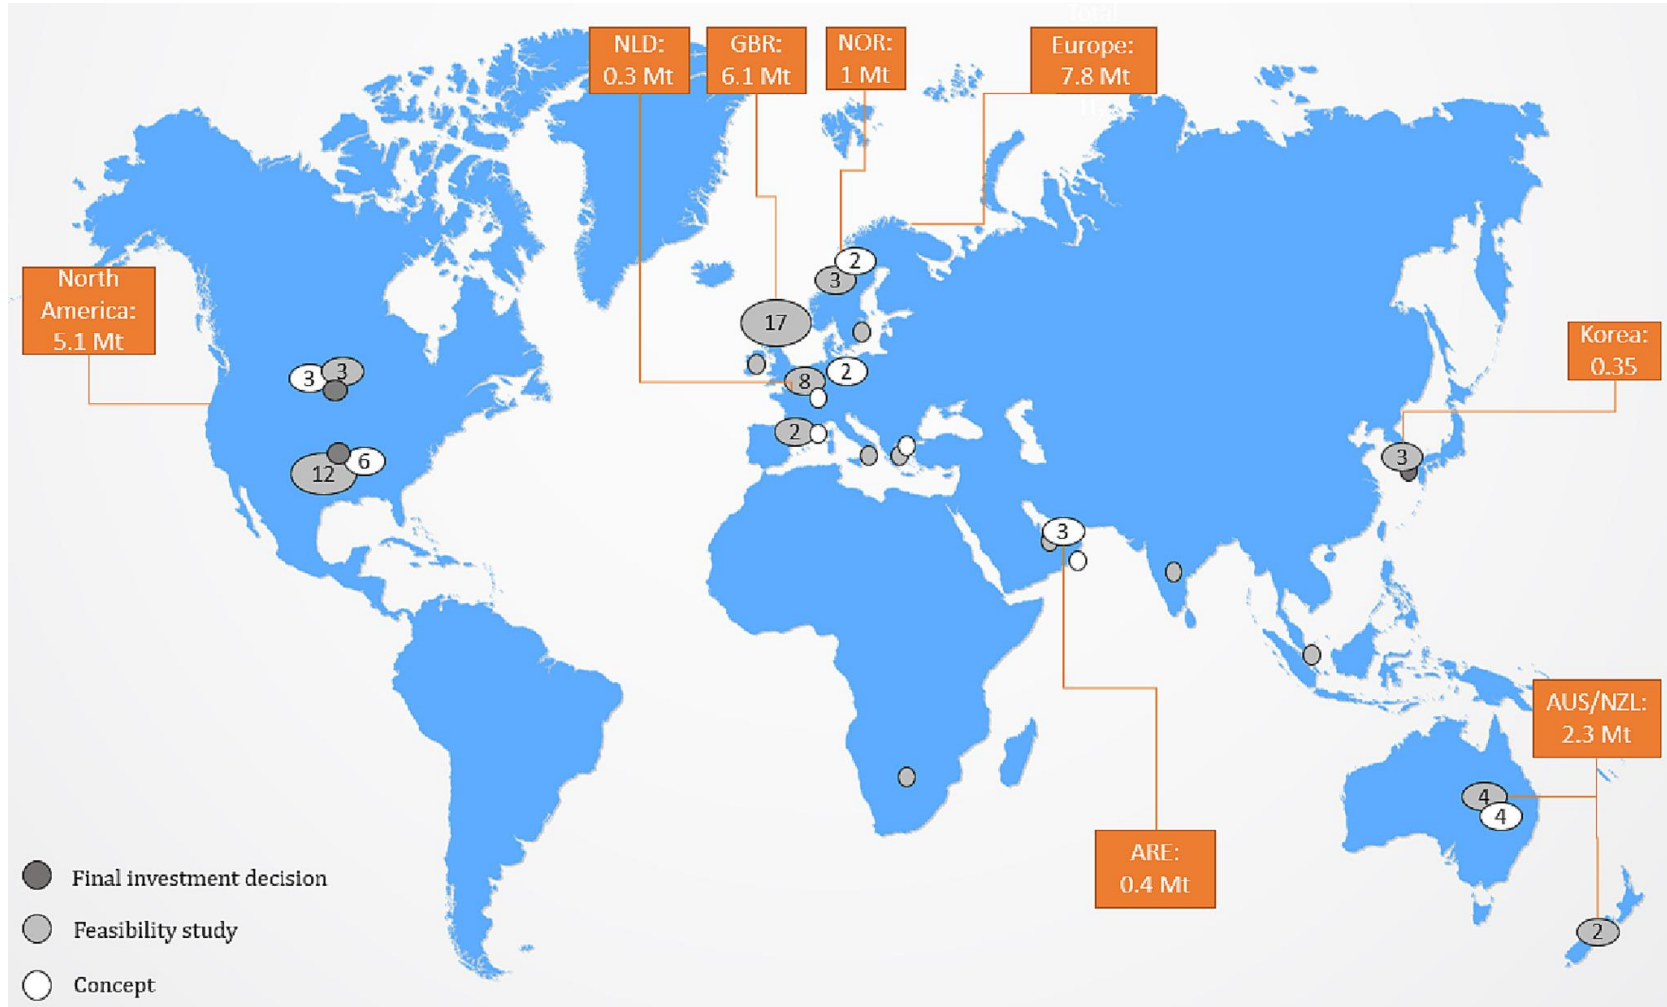 Total
NLD:
0.3 Mt
GBR:
6.1 Mt
NOR:
1 Mt
Europe:
7.8 Mt
North
America:
5.1 Mt
Korea:
0.35
AUS/NZL:
2.3 Mt
ARE:
0.4 Mt
2
3
17
3
3
8
2
2
6
12
3
3
4
4
2
Final investment decision
Feasibility study
Concept